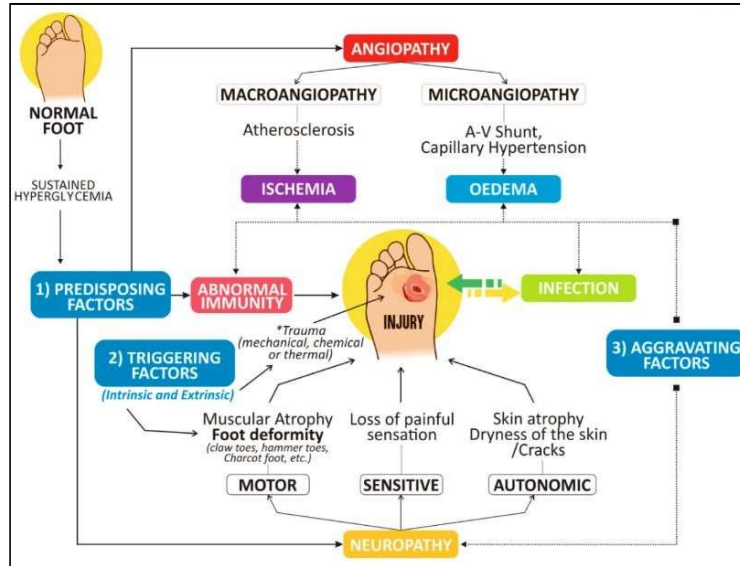 ANGIOPATHY
NORMAL
FOOT
MACROANGIOPATHY
MICROANGIOPATHY
Atherosclerosis
A-V Shunt,
Capillary Hypertension
SUSTAINED
HYPERGLYCEMIA
ISCHEMIA
OEDEMA
1) PREDISPOSING
FACTORS
ABNORMAL
IMMUNITY
INJURY
INFECTION
*Trauma
(mechanical, chemical
or thermal)
2) TRIGGERING
FACTORS
(Intrinsic and Extrinsic)
3) AGGRAVATING
FACTORS
Muscular Atrophy
Foot deformity
(claw toes, hammer toes,
Charcot foot, etc.)
Loss of painful
sensation
Skin atrophy
Dryness of the skin
/Cracks
MOTOR
SENSITIVE
AUTONOMIC
NEUROPATHY